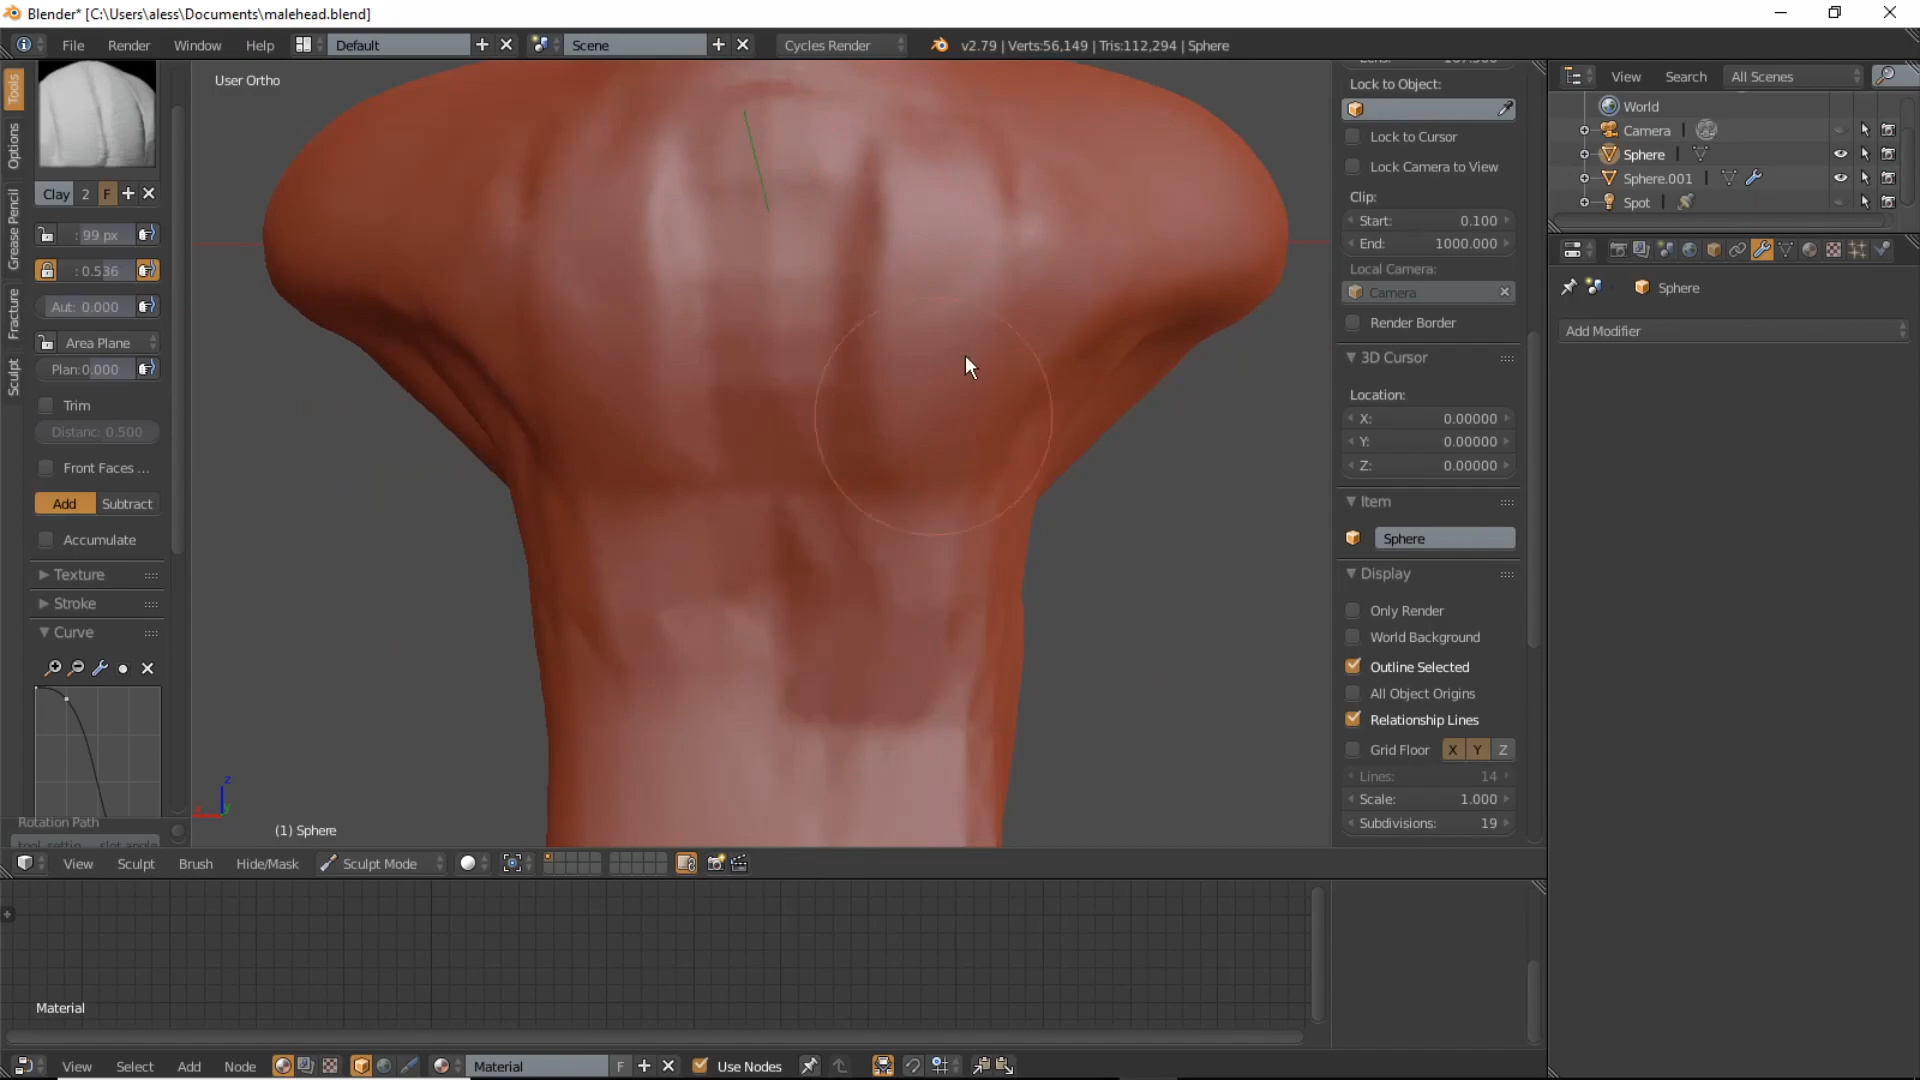 Blender* [C:\Users\aless\Documents\malehead.blend]
File Render Window Help Default Scene Cycles Render v2.79 | Verts:56,149 | Tris:112,294 | Sphere
Tools
Options
Grease Pencil
Fracture
Sculpt
Clay 2 F
: 99 px
: 0.536
Aut: 0.000
Area Plane
Plan:0.000
Trim
Distanc: 0.500
Front Faces ...
Add Subtract
Accumulate
Texture
Stroke
Curve
Rotation Path
User Ortho
z
y
(1) Sphere
Lock to Object:
Lock to Cursor
Lock Camera to View
Clip:
Start: 0.100
End: 1000.000
Local Camera:
Camera
Render Border
3D Cursor
Location:
X: 0.00000
Y: 0.00000
Z: 0.00000
Item
Sphere
Display
Only Render
World Background
Outline Selected
All Object Origins
Relationship Lines
Grid Floor X Y Z
Lines: 14
Scale: 1.000
Subdivisions: 19
View Search All Scenes
World
Camera
Sphere
Sphere.001
Spot
Sphere
Add Modifier
View Sculpt Brush Hide/Mask Sculpt Mode
Material
View Select Add Node Material F Use Nodes